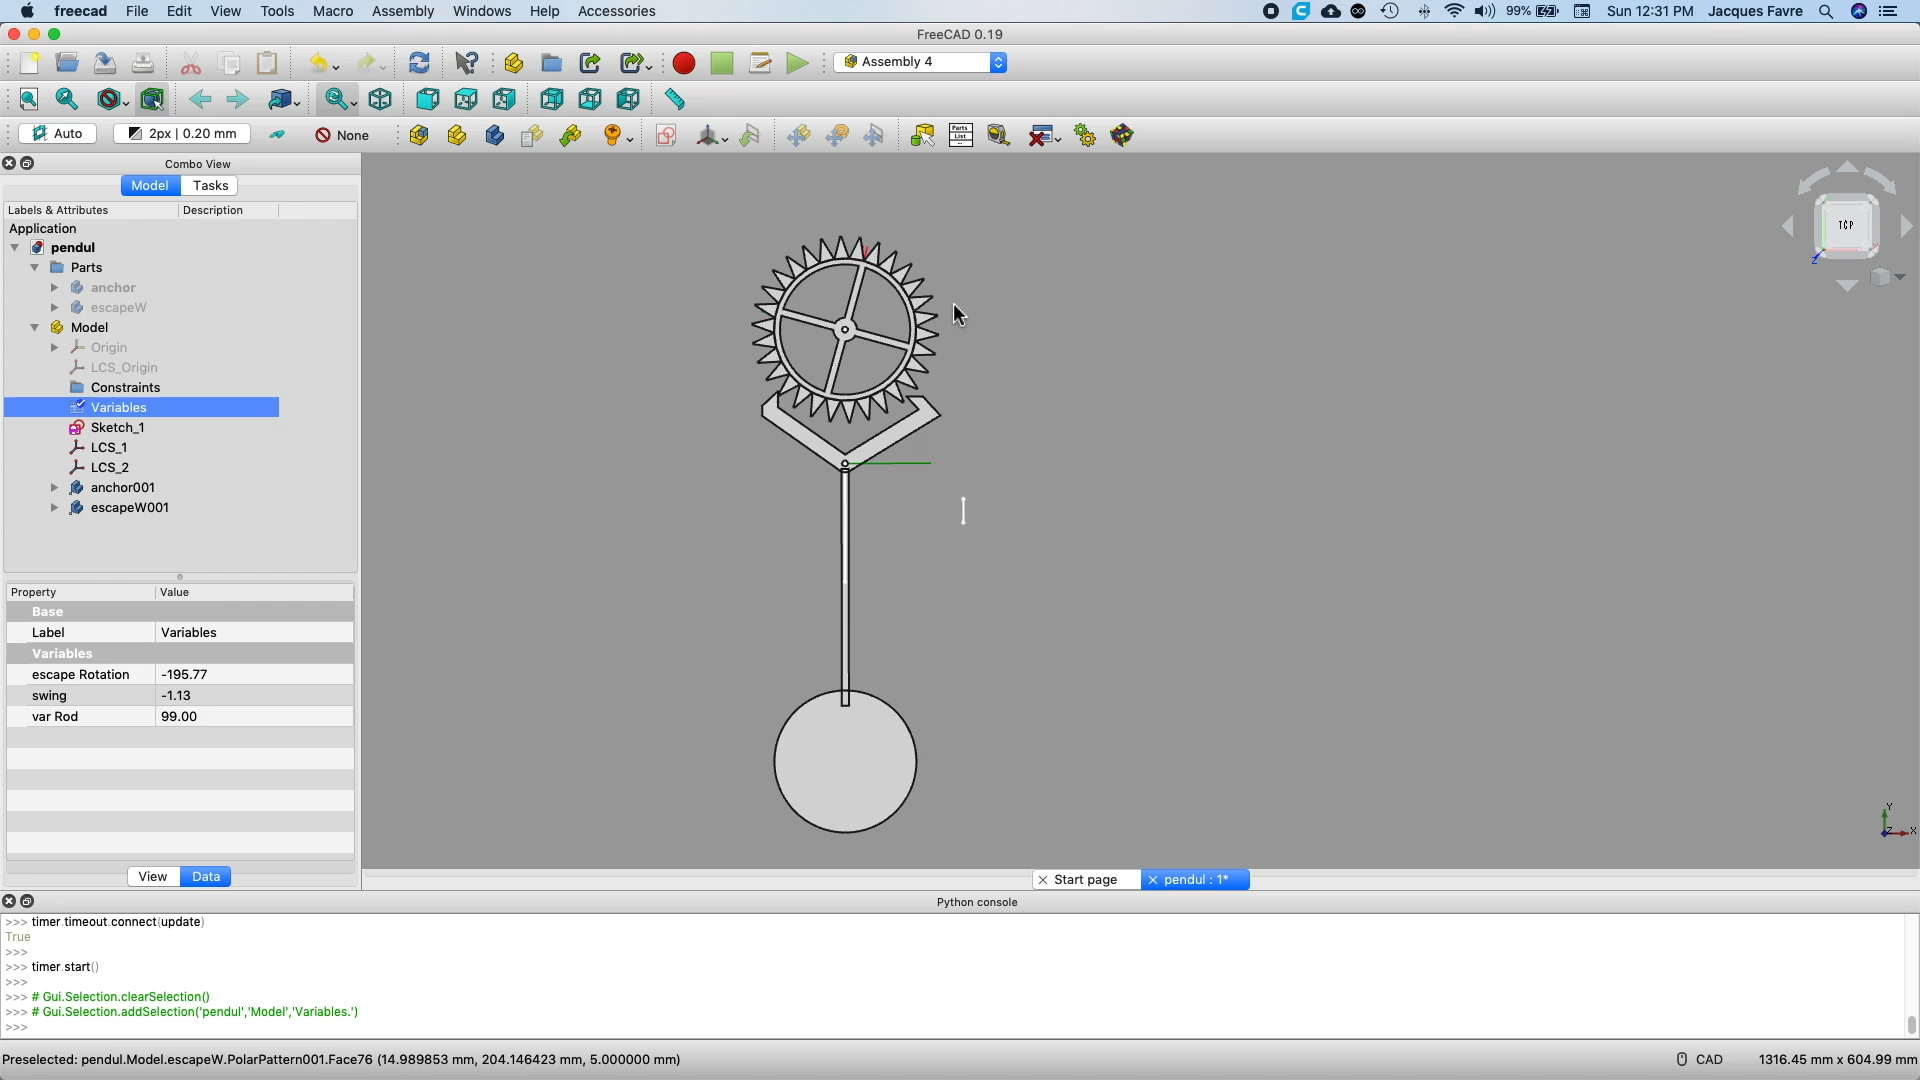 freecad File Edit View Tools Macro Assembly Windows Help Accessories 99% Sun 12:31 PM Jacques Favre
FreeCAD 0.19
Assembly 4
Auto 2px | 0.20 mm None Parts List
Combo View
Model Tasks
Labels & Attributes Description
Application
pendul
Parts
anchor
escapeW
Model
Origin
LCS_Origin
Constraints
Variables
Sketch_1
LCS_1
LCS_2
anchor001
escapeW001
Property Value
Base
Label Variables
Variables
escape Rotation -195.77
swing -1.13
var Rod 99.00
View Data
TOP
Z
Y
Z X
Start page pendul : 1*
Python console
>>> timer.timeout.connect(update)
True
>>>
>>> timer.start()
>>>
>>> # Gui.Selection.clearSelection()
>>> # Gui.Selection.addSelection('pendul','Model','Variables.')
>>>
Preselected: pendul.Model.escapeW.PolarPattern001.Face76 (14.989853 mm, 204.146423 mm, 5.000000 mm) CAD 1316.45 mm x 604.99 mm